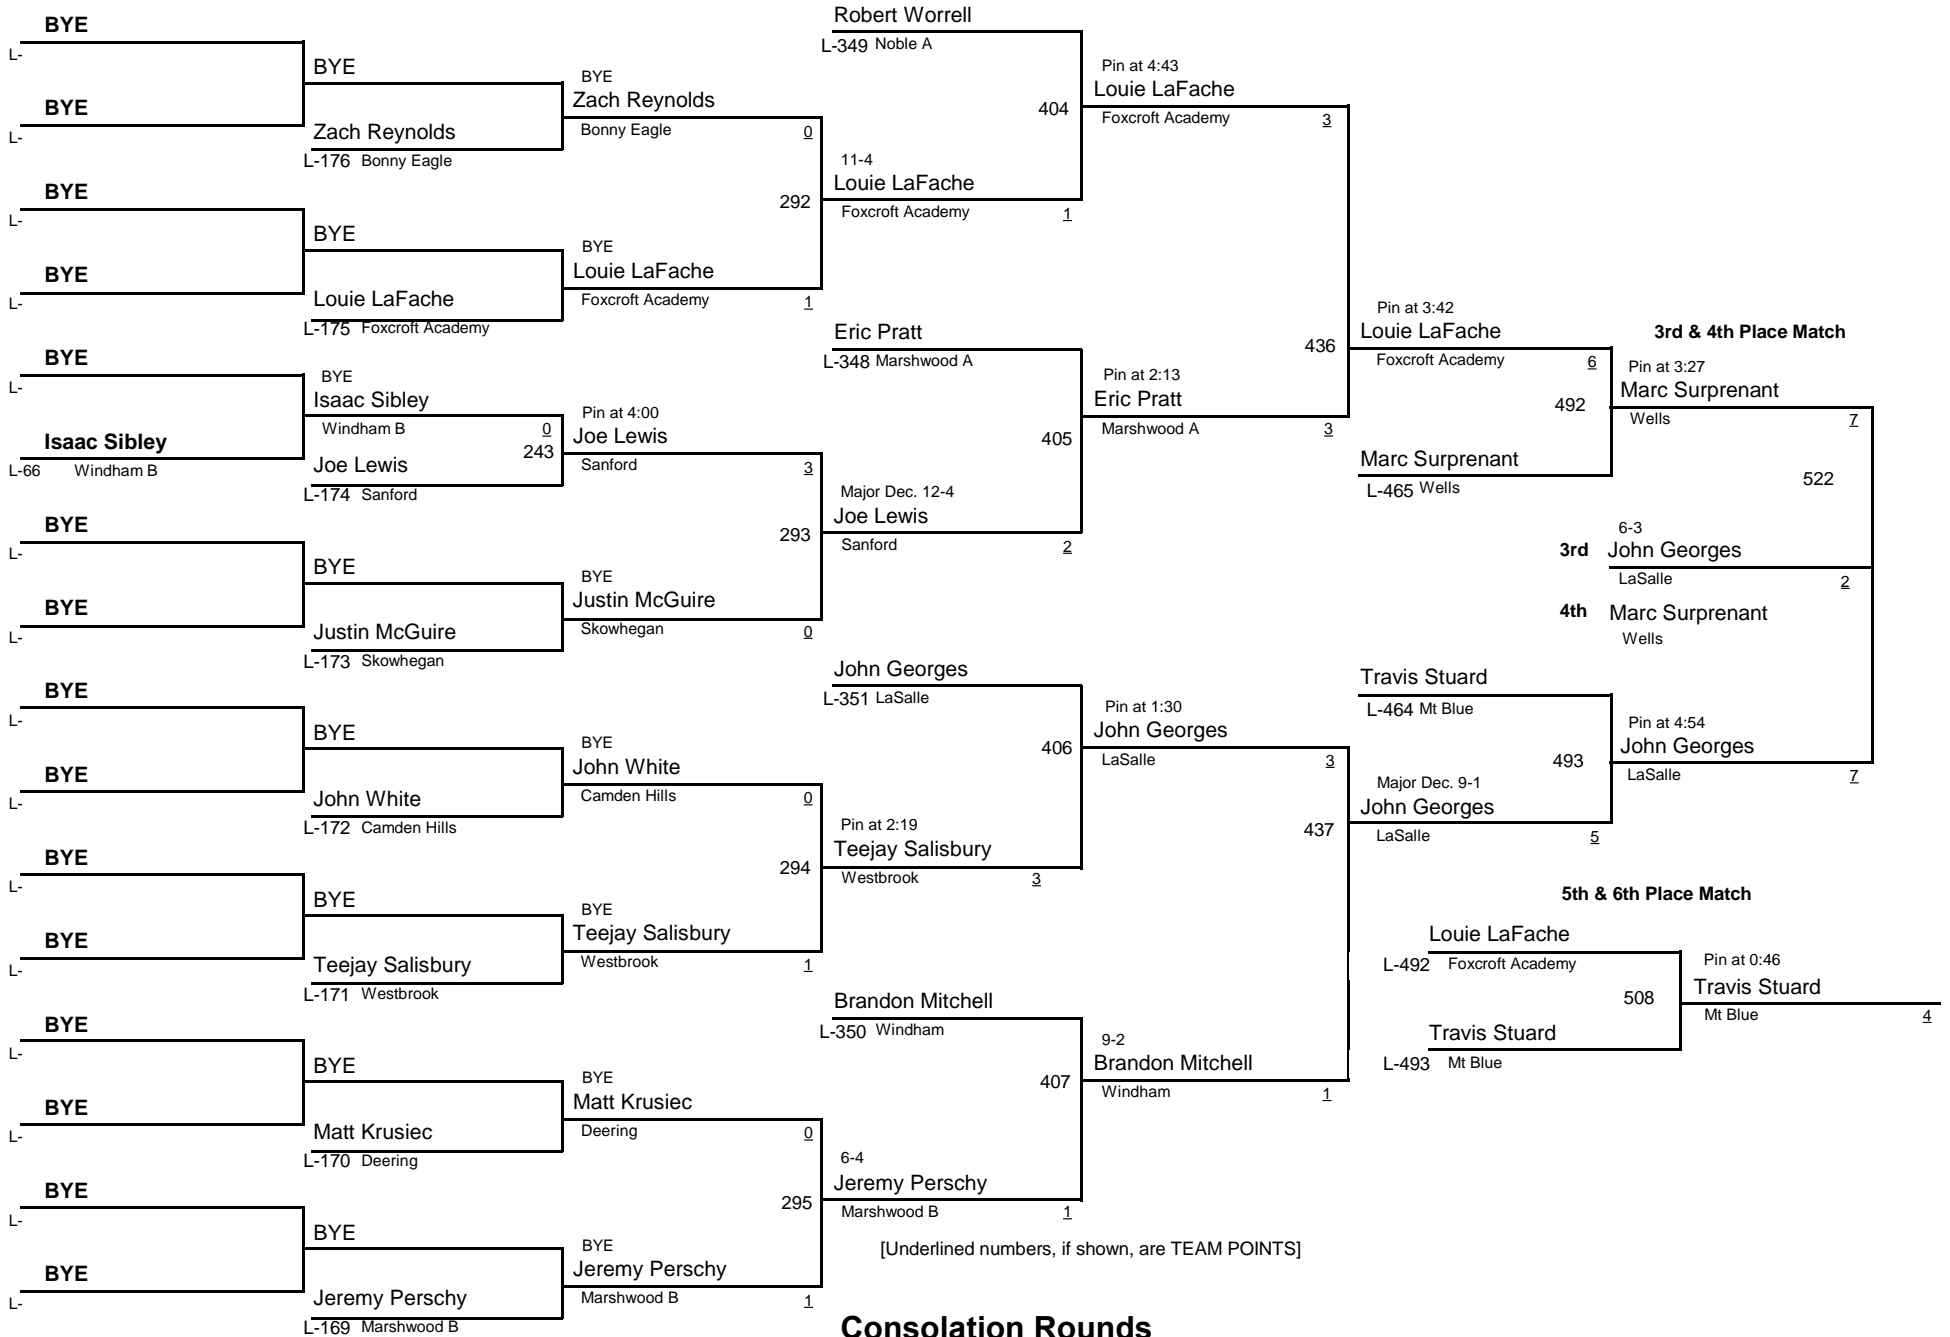 BYE
L-
BYE
L-
BYE
L-
BYE
L-
BYE
L-
Isaac Sibley
L-66 Windham B
BYE
L-
BYE
L-
BYE
L-
BYE
L-
BYE
L-
BYE
L-
BYE
L-
BYE
L-
BYE
L-
BYE
L-
BYE
Zach Reynolds
L-176 Bonny Eagle
BYE
Louie LaFache
L-175 Foxcroft Academy
BYE
Isaac Sibley
Windham B 0
243
Joe Lewis
L-174 Sanford
BYE
Justin McGuire
L-173 Skowhegan
BYE
John White
L-172 Camden Hills
BYE
Teejay Salisbury
L-171 Westbrook
BYE
Matt Krusiec
L-170 Deering
BYE
Jeremy Perschy
L-169 Marshwood B
BYE
Zach Reynolds
Bonny Eagle 0
292
BYE
Louie LaFache
Foxcroft Academy 1
Pin at 4:00
Joe Lewis
Sanford 3
293
BYE
Justin McGuire
Skowhegan 0
BYE
John White
Camden Hills 0
294
BYE
Teejay Salisbury
Westbrook 1
BYE
Matt Krusiec
Deering 0
295
BYE
Jeremy Perschy
Marshwood B 1
Robert Worrell
L-349 Noble A
404
11-4
Louie LaFache
Foxcroft Academy 1
Eric Pratt
L-348 Marshwood A
405
Major Dec. 12-4
Joe Lewis
Sanford 2
John Georges
L-351 LaSalle
406
Pin at 2:19
Teejay Salisbury
Westbrook 3
Brandon Mitchell
L-350 Windham
407
6-4
Jeremy Perschy
Marshwood B 1
Pin at 4:43
Louie LaFache
Foxcroft Academy 3
436
Pin at 2:13
Eric Pratt
Marshwood A 3
Pin at 1:30
John Georges
LaSalle 3
437
9-2
Brandon Mitchell
Windham 1
Pin at 3:42
Louie LaFache
Foxcroft Academy 6
492
Marc Surprenant
L-465 Wells
Travis Stuard
L-464 Mt Blue
493
Major Dec. 9-1
John Georges
LaSalle 5
3rd & 4th Place Match
Pin at 3:27
Marc Surprenant
Wells 7
522
6-3
3rd John Georges
LaSalle 2
4th Marc Surprenant
Wells
Pin at 4:54
John Georges
LaSalle 7
5th & 6th Place Match
Louie LaFache
L-492 Foxcroft Academy
508
Travis Stuard
L-493 Mt Blue
Pin at 0:46
Travis Stuard
Mt Blue 4
[Underlined numbers, if shown, are TEAM POINTS]
Consolation Rounds